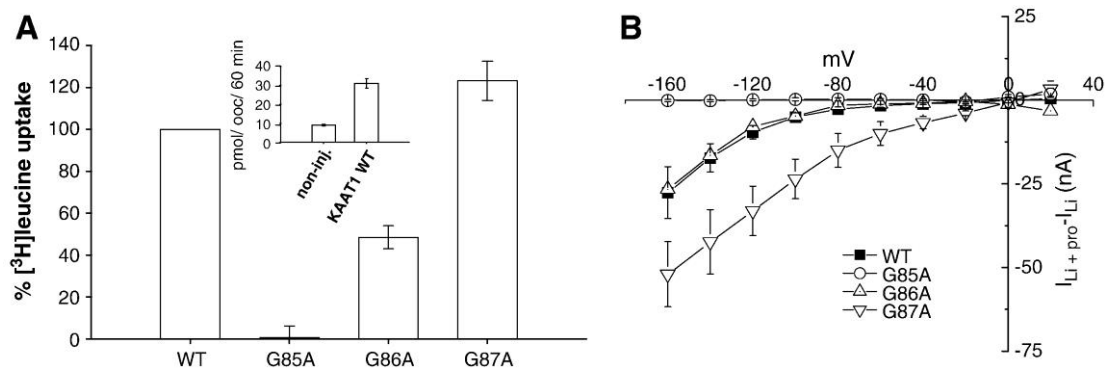 A
% [³H]leucine uptake
140
120
100
80
60
40
20
0
WT
G85A
G86A
G87A
pmol/ ooc/ 60 min
40
30
20
10
0
non-inj.
KAAT1 WT
B
mV
-160
-120
-80
-40
0
40
25
0
-25
-50
-75
I Li + pro-I Li (nA)
WT
G85A
G86A
G87A